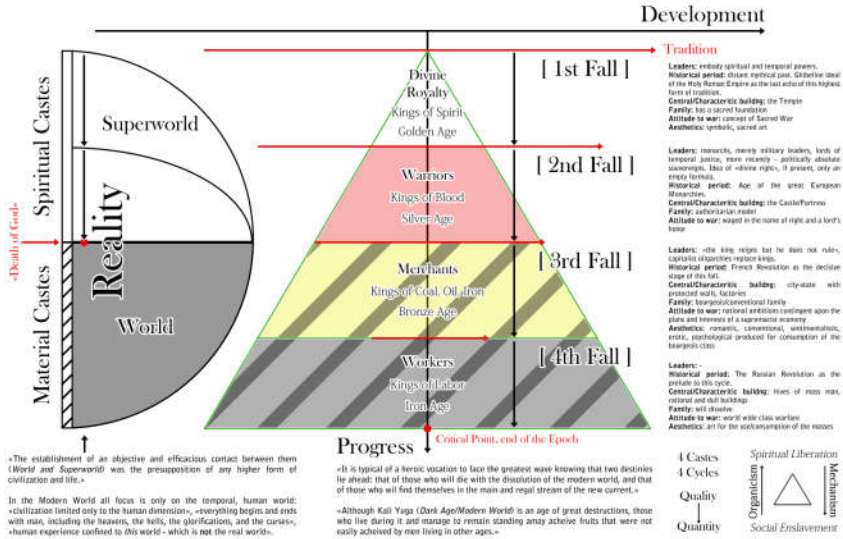 Development
Tradition
[ 1st Fall ]
[ 2nd Fall ]
[ 3rd Fall ]
[ 4th Fall ]
Spiritual Castes
Material Castes
«Death of God»
Reality
Superworld
World
Divine
Royalty
Kings of Spirit
Golden Age
Warriors
Kings of Blood
Silver Age
Merchants
Kings of Coal, Oil, Iron
Bronze Age
Workers
Kings of Labor
Iron Age
Progress
Critical Point, end of the Epoch
Leaders: embody spiritual and temporal powers.
Historical period: distant mythical past. Ghibelline ideal
of the Holy Roman Empire as the last echo of this highest
form of tradition.
Central/Characteritic buildng: the Temple
Family: has a sacred foundation
Attitude to war: concept of Sacred War
Aesthetics: symbolic, sacred art
Leaders: monarchs, merely military leaders, lords of
temporal justice, more recently - politically absolute
souvereigns. Idea of «divine right», if present, only an
empty formula.
Historical period: Age of the great European
Monarchies.
Central/Characteritic buildng: the Castle/Fortress
Family: authoritarian model
Attitude to war: waged in the name of right and a lord's
honor
Leaders: «the king reigns but he does not rule»,
capitalist oligarchies replace kings.
Historical period: French Revolution as the decisive
stage of this fall.
Central/Characteritic buildng: city-state with
protected walls, factories
Family: bourgeois/conventional family
Attitude to war: national ambitions contingent upon the
plans and interests of a supremacist economy
Aesthetics: romantic, conventional, sentimentalistic,
erotic, psychological produced for consumption of the
bourgeois class
Leaders: -
Historical period: The Russian Revolution as the
prelude to this cycle.
Central/Characteritic buildng: hives of mass man,
rational and dull buildings
Family: will dissolve
Attitude to war: world wide class warfare
Aesthetics: art for the use/consumption of the masses
«The establishment of an objective and efficacious contact between them
(World and Superworld) was the presupposition of any higher form of
civilization and life.»
In the Modern World all focus is only on the temporal, human world:
«civilization limited only to the human dimension», «everything begins and ends
with man, including the heavens, the hells, the glorifications, and the curses»,
«human experience confined to this world - which is not the real world».
«It is typical of a heroic vocation to face the greatest wave knowing that two destinies
lie ahead: that of those who will die with the dissolution of the modern world, and that
of those who wil find themselves in the main and regal stream of the new current.»
«Although Kali Yuga (Dark Age/Modern World) is an age of great destructions, those
who live during it and manage to remain standing amay acheive fruits that were not
easily acheived by men living in other ages.»
4 Castes
4 Cycles
Quality
Quantity
Spiritual Liberation
Organicism
Mechanism
Social Enslavement